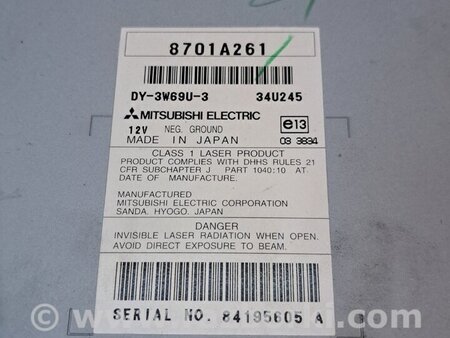 8701A261
DY-3W69U-3 34U245
MITSUBISHI ELECTRIC
12V NEG. GROUND
MADE IN JAPAN
e13
03 3834
CLASS 1 LASER PRODUCT
PRODUCT COMPLIES WITH DHHS RULES 21
CFR SUBCHAPTER J PART 1040:10 AT-
DATE OF MANUFACTURE.
MANUFACTURED
MITSUBISHI ELECTRIC CORPORATION
SANDA, HYOGO, JAPAN
DANGER
INVISIBLE LASER RADIATION WHEN OPEN.
AVOID DIRECT EXPOSURE TO BEAM.
SERIAL NO. 84195605 A